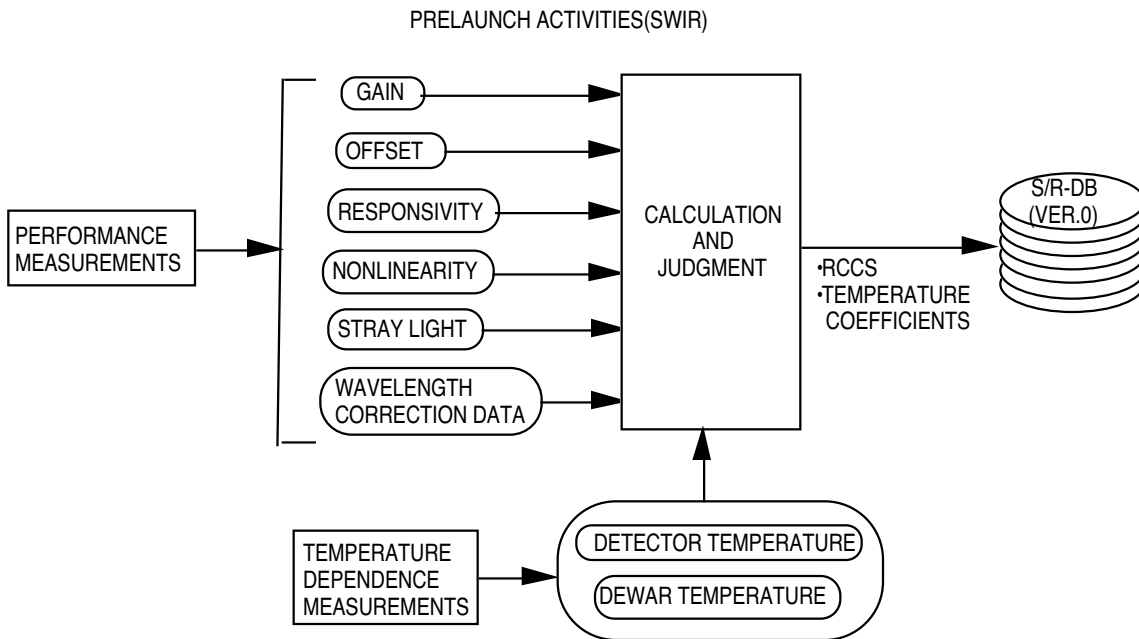 PRELAUNCH ACTIVITIES(SWIR)
GAIN
OFFSET
RESPONSIVITY
NONLINEARITY
STRAY LIGHT
WAVELENGTH
CORRECTION DATA
PERFORMANCE
MEASUREMENTS
CALCULATION
AND
JUDGMENT
•RCCS
•TEMPERATURE
COEFFICIENTS
S/R-DB
(VER.0)
TEMPERATURE
DEPENDENCE
MEASUREMENTS
DETECTOR TEMPERATURE
DEWAR TEMPERATURE